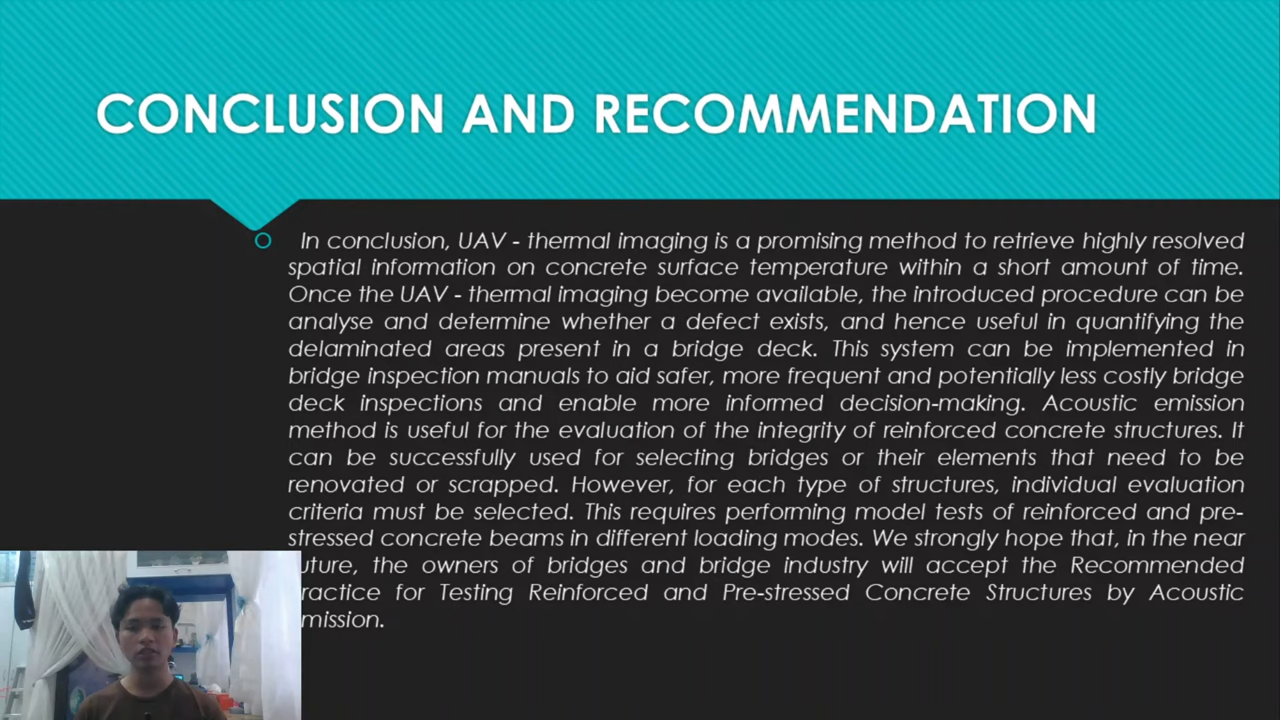 CONCLUSION AND RECOMMENDATION
In conclusion, UAV - thermal imaging is a promising method to retrieve highly resolved
spatial information on concrete surface temperature within a short amount of time.
Once the UAV - thermal imaging become available, the introduced procedure can be
analyse and determine whether a defect exists, and hence useful in quantifying the
delaminated areas present in a bridge deck. This system can be implemented in
bridge inspection manuals to aid safer, more frequent and potentially less costly bridge
deck inspections and enable more informed decision-making. Acoustic emission
method is useful for the evaluation of the integrity of reinforced concrete structures. It
can be successfully used for selecting bridges or their elements that need to be
renovated or scrapped. However, for each type of structures, individual evaluation
criteria must be selected. This requires performing model tests of reinforced and pre-
stressed concrete beams in different loading modes. We strongly hope that, in the near
uture, the owners of bridges and bridge industry will accept the Recommended
ractice for Testing Reinforced and Pre-stressed Concrete Structures by Acoustic
mission.